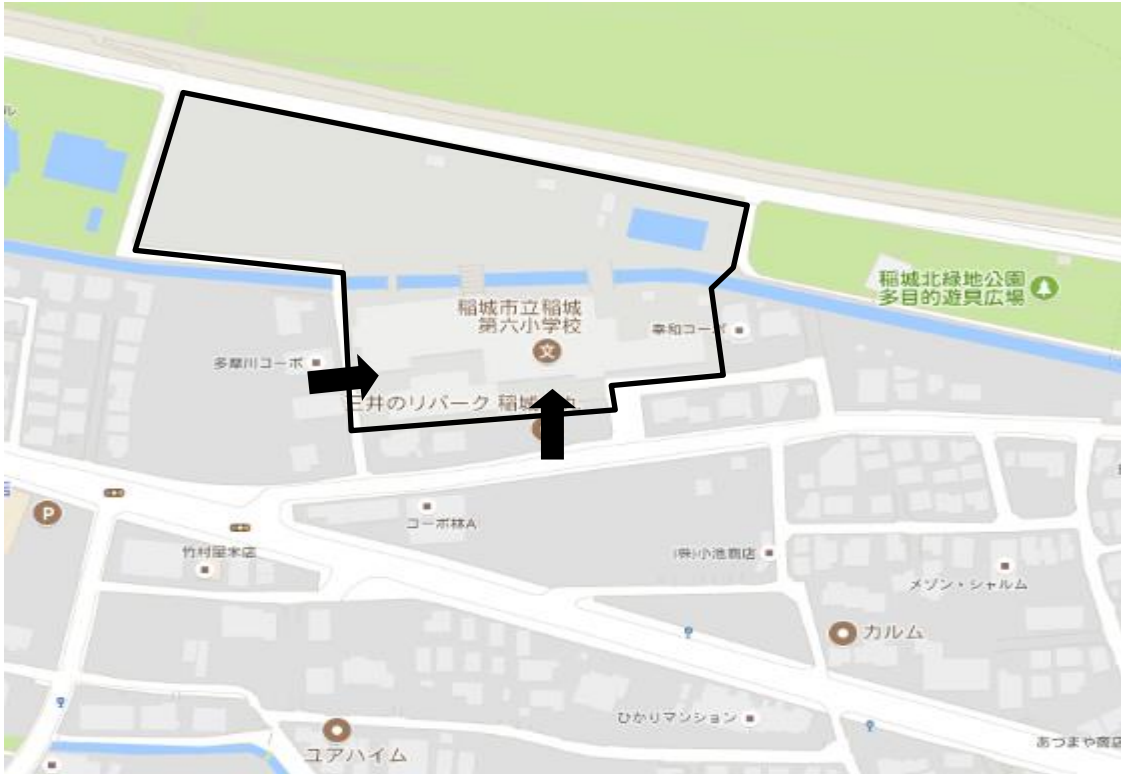 ル
稲城北緑地公園
多目的遊具広場
稲城市立稲城
第六小学校
幸和コーポ
文
多摩川コーポ
三井のリパーク 稲城
コーポ林A
P
竹村屋米店
(株)小池商店
メゾン・シャルム
カルム
ひかりマンション
ユアハイム
あづまや商店